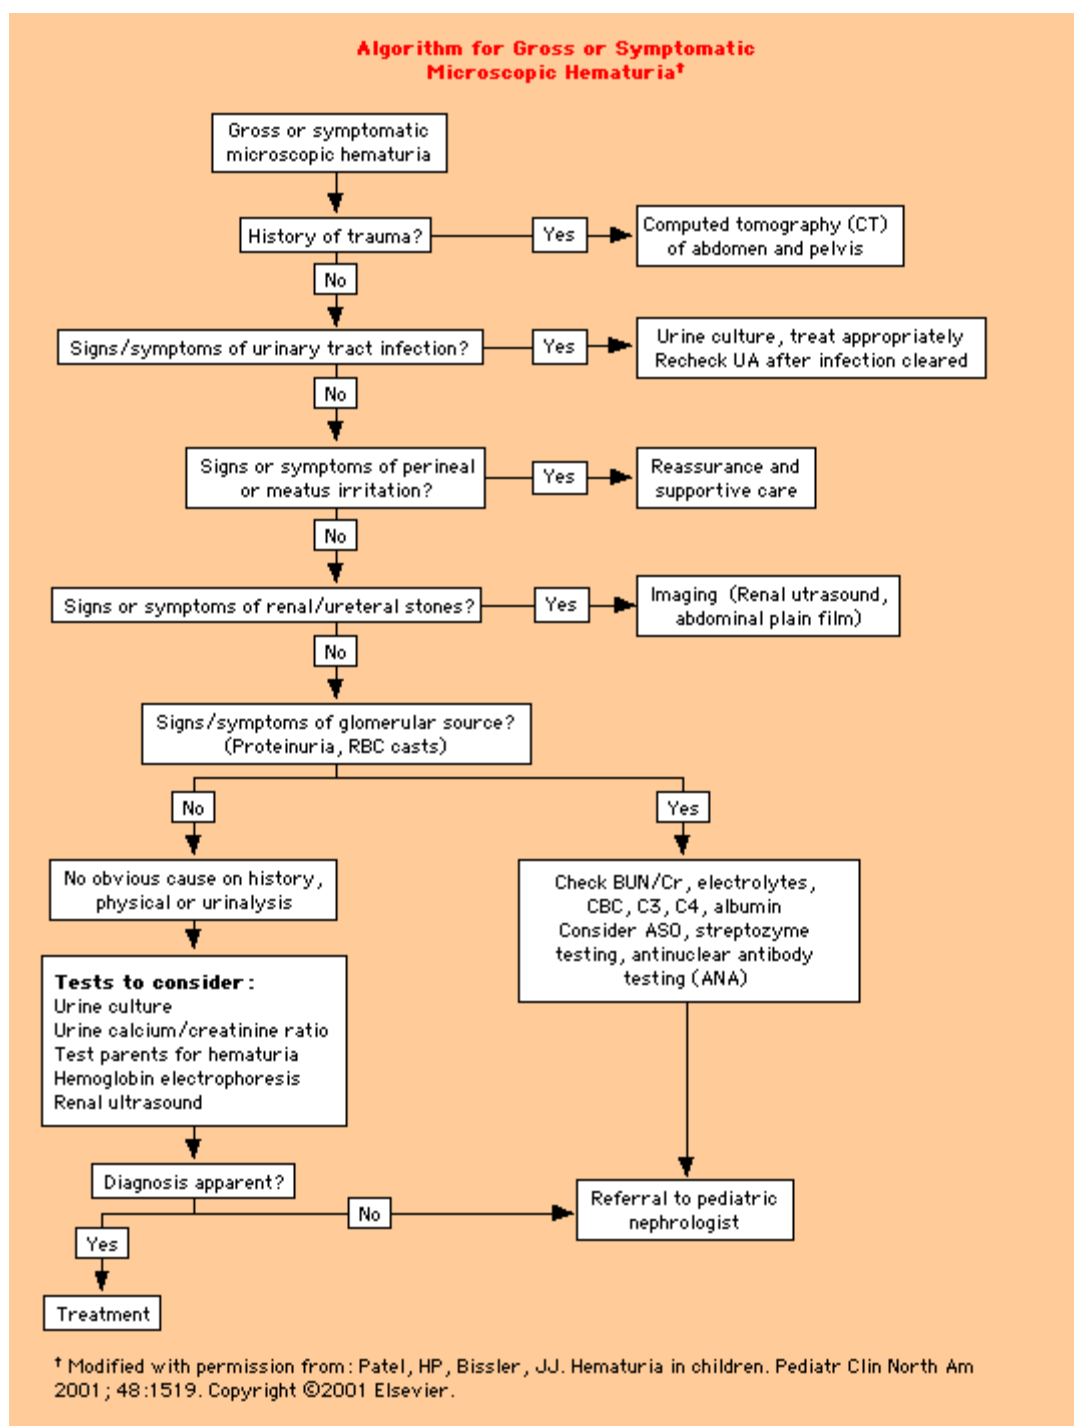 Algorithm for Gross or Symptomatic
Microscopic Hematuria†
Gross or symptomatic
microscopic hematuria
History of trauma?
Yes
Computed tomography (CT)
of abdomen and pelvis
No
Signs/symptoms of urinary tract infection?
Yes
Urine culture, treat appropriately
Recheck UA after infection cleared
No
Signs or symptoms of perineal
or meatus irritation?
Yes
Reassurance and
supportive care
No
Signs or symptoms of renal/ureteral stones?
Yes
Imaging (Renal utrasound,
abdominal plain film)
No
Signs/symptoms of glomerular source?
(Proteinuria, RBC casts)
No
Yes
No obvious cause on history,
physical or urinalysis
Check BUN/Cr, electrolytes,
CBC, C3, C4, albumin
Consider ASO, streptozyme
testing, antinuclear antibody
testing (ANA)
Tests to consider:
Urine culture
Urine calcium/creatinine ratio
Test parents for hematuria
Hemoglobin electrophoresis
Renal ultrasound
Diagnosis apparent?
No
Referral to pediatric
nephrologist
Yes
Treatment
† Modified with permission from: Patel, HP, Bissler, JJ. Hematuria in children. Pediatr Clin North Am
2001; 48:1519. Copyright ©2001 Elsevier.